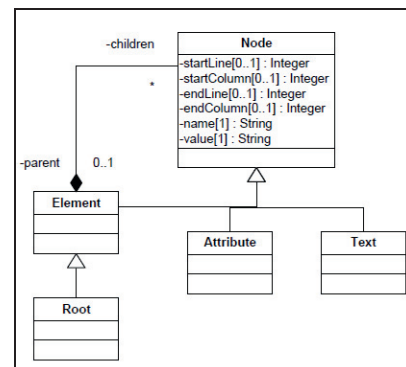 Node
-children
-startLine[0..1] : Integer
-startColumn[0..1] : Integer
-endLine[0..1] : Integer
-endColumn[0..1] : Integer
-name[1] : String
-value[1] : String
*
-parent 0..1
Element
Attribute
Text
Root